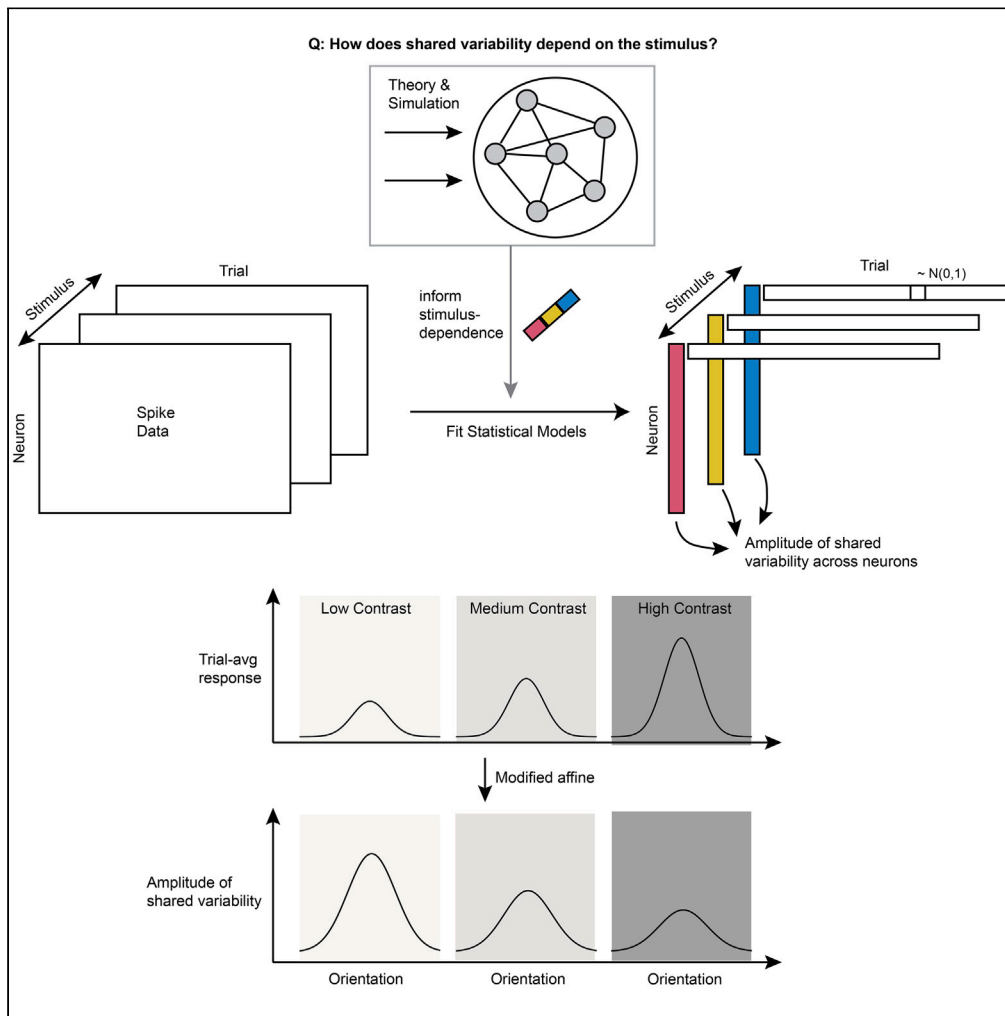 Q: How does shared variability depend on the stimulus?
Theory &
Simulation
Stimulus
Trial
Neuron
Spike
Data
inform
stimulus-
dependence
Fit Statistical Models
Stimulus
Trial
~ N(0,1)
Neuron
Amplitude of shared
variability across neurons
Low Contrast
Medium Contrast
High Contrast
Trial-avg
response
Modified affine
Amplitude of
shared variability
Orientation
Orientation
Orientation